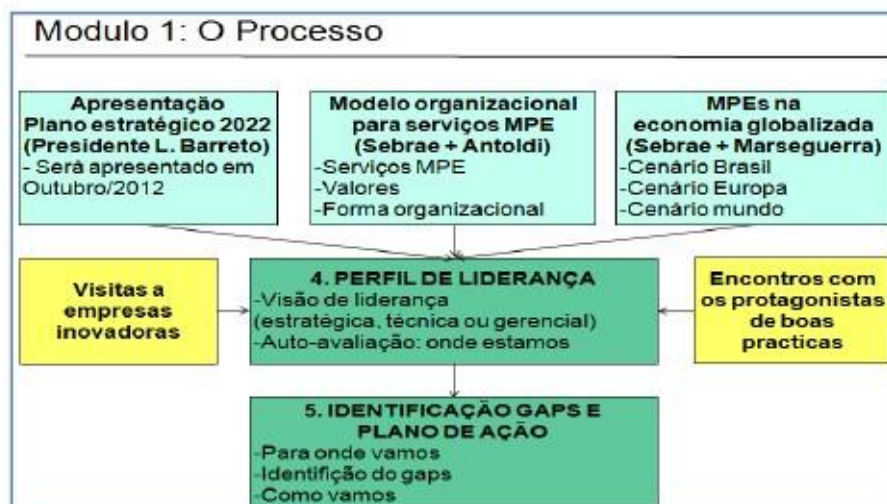 Modulo 1: O Processo
Apresentação
Plano estratégico 2022
(Presidente L. Barreto)
- Será apresentado em
Outubro/2012
Modelo organizacional
para serviços MPE
(Sebrae + Antoldi)
-Serviços MPE
-Valores
-Forma organizacional
MPEs na
economia globalizada
(Sebrae + Marseguerra)
-Cenário Brasil
-Cenário Europa
-Cenário mundo
Visitas a
empresas
inovadoras
4. PERFIL DE LIDERANÇA
-Visão de liderança
(estratégica, técnica ou gerencial)
-Auto-avaliação: onde estamos
Encontros com
os protagonistas
de boas
practicas
5. IDENTIFICAÇÃO GAPS E
PLANO DE AÇÃO
-Para onde vamos
-Identifição do gaps
-Como vamos